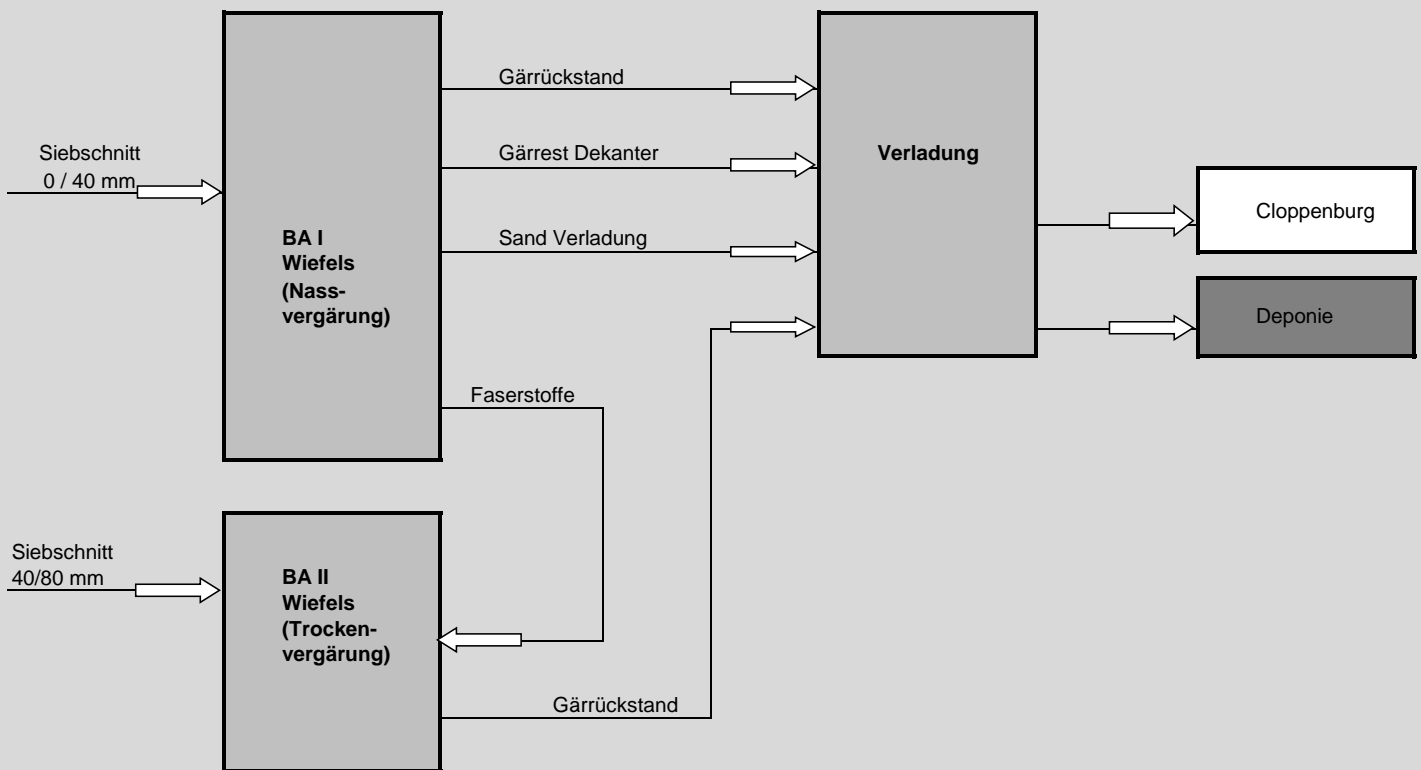 Gärrückstand
Siebschnitt
0 / 40 mm
Gärrest Dekanter
Verladung
Cloppenburg
BA I
Wiefels
(Nass-
vergärung)
Sand Verladung
Deponie
Faserstoffe
Siebschnitt
40/80 mm
BA II
Wiefels
(Trocken-
vergärung)
Gärrückstand